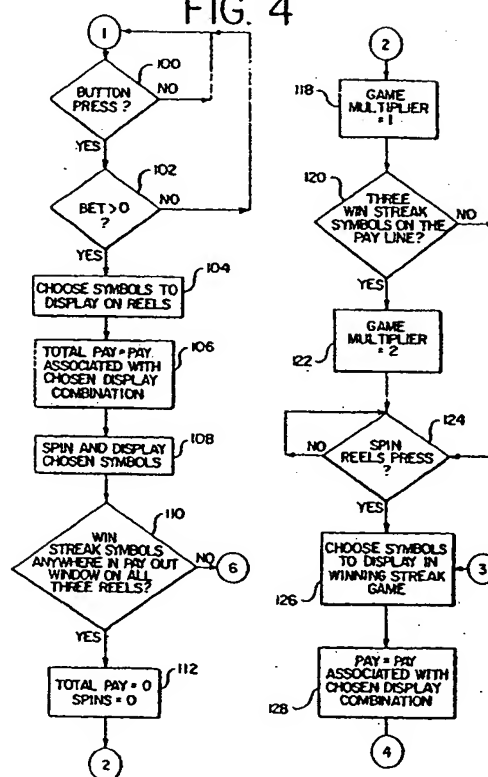 FIG. 4
1
100
BUTTON
PRESS ?
NO
YES
102
BET > 0
?
NO
YES
104
CHOOSE SYMBOLS TO
DISPLAY ON REELS
106
TOTAL PAY = PAY
ASSOCIATED WITH
CHOSEN DISPLAY
COMBINATION
108
SPIN AND DISPLAY
CHOSEN SYMBOLS
110
WIN
STREAK SYMBOLS
ANYWHERE IN PAY OUT
WINDOW ON ALL
THREE REELS?
NO
6
YES
112
TOTAL PAY = 0
SPINS = 0
2
2
118
GAME
MULTIPLIER
= 1
120
THREE
WIN STREAK
SYMBOLS ON THE
PAY LINE?
NO
YES
GAME
MULTIPLIER
= 2
122
124
SPIN
REELS PRESS
?
NO
YES
CHOOSE SYMBOLS
TO DISPLAY IN
WINNING STREAK
GAME
3
126
PAY = PAY
ASSOCIATED WITH
CHOSEN DISPLAY
COMBINATION
128
4